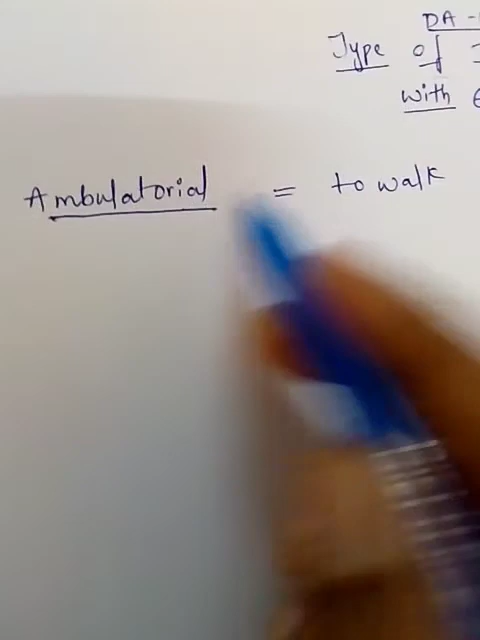 DA-
Type of
with
Ambulatorial = to walk